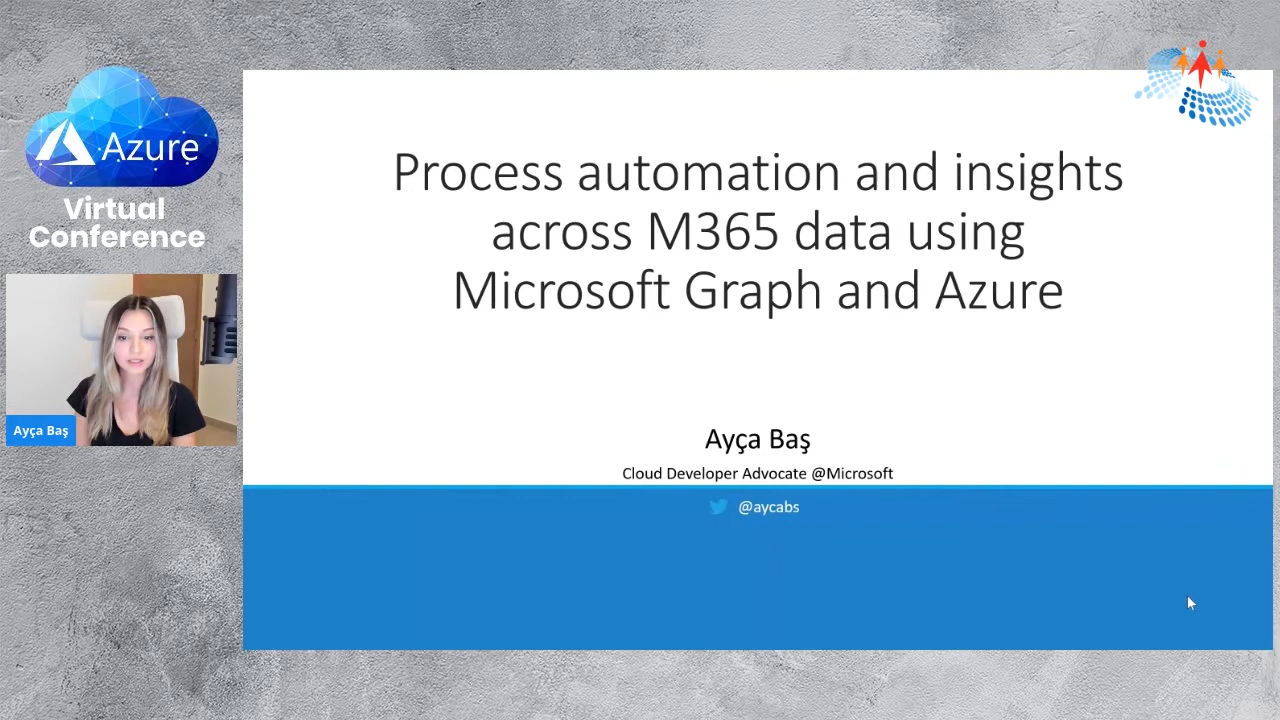 Azure
Virtual
Conference
Ayça Baş
Process automation and insights
across M365 data using
Microsoft Graph and Azure
Ayça Baş
Cloud Developer Advocate @Microsoft
@aycabs